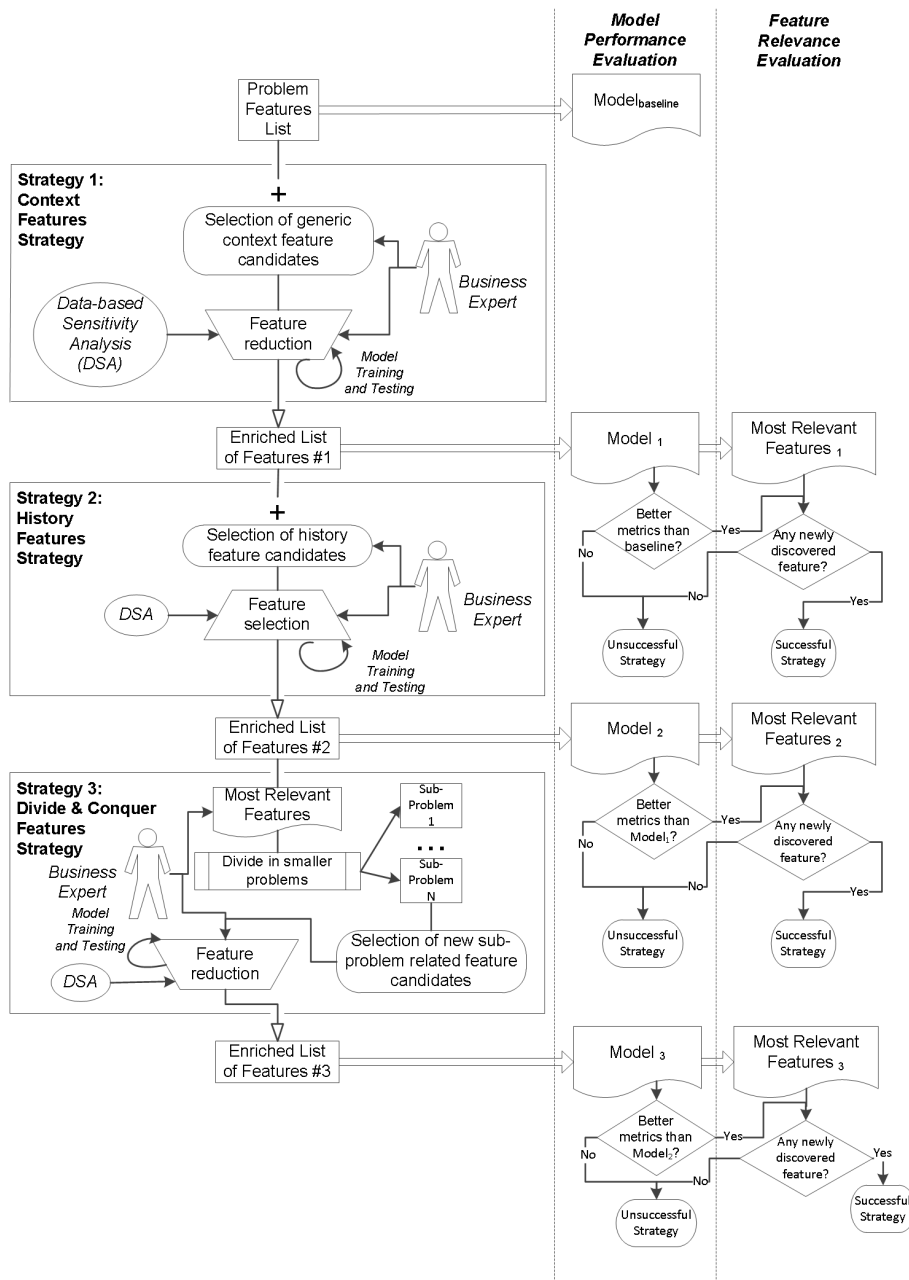 Model
Performance
Evaluation
Feature
Relevance
Evaluation
Problem
Features
List
Model baseline
Strategy 1:
Context
Features
Strategy
+
Selection of generic
context feature
candidates
Business
Expert
Data-based
Sensitivity
Analysis
(DSA)
Feature
reduction
Model
Training
and Testing
Enriched List
of Features #1
Model 1
Most Relevant
Features 1
Better
metrics than
baseline?
Yes
No
Any newly
discovered
feature?
No
Yes
Unsuccessful
Strategy
Successful
Strategy
Strategy 2:
History
Features
Strategy
+
Selection of history
feature candidates
Business
Expert
DSA
Feature
selection
Model
Training
and Testing
Enriched List
of Features #2
Model 2
Most Relevant
Features 2
Better
metrics than
Model1?
Yes
No
Any newly
discovered
feature?
No
Yes
Unsuccessful
Strategy
Successful
Strategy
Strategy 3:
Divide & Conquer
Features
Strategy
Most Relevant
Features
Sub-
Problem
1
...
Sub-
Problem
N
Divide in smaller
problems
Business
Expert
Model
Training
and Testing
Feature
reduction
DSA
Selection of new sub-
problem related feature
candidates
Enriched List
of Features #3
Model 3
Most Relevant
Features 3
Better
metrics than
Model2?
Yes
No
Any newly
discovered
feature?
No
Yes
Unsuccessful
Strategy
Successful
Strategy